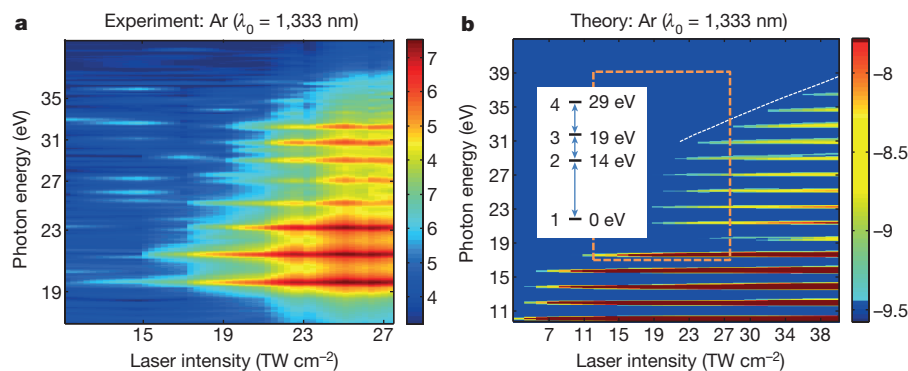 a Experiment: Ar (λ0 = 1,333 nm)
Photon energy (eV)
35
31
27
23
19
15 19 23 27
Laser intensity (TW cm⁻²)
7
6
5
4
b Theory: Ar (λ0 = 1,333 nm)
Photon energy (eV)
39
35
31
27
23
19
15
11
4 29 eV
3 19 eV
2 14 eV
1 0 eV
7 11 15 19 23 27 30 34 38
Laser intensity (TW cm⁻²)
−8
−8.5
−9
−9.5